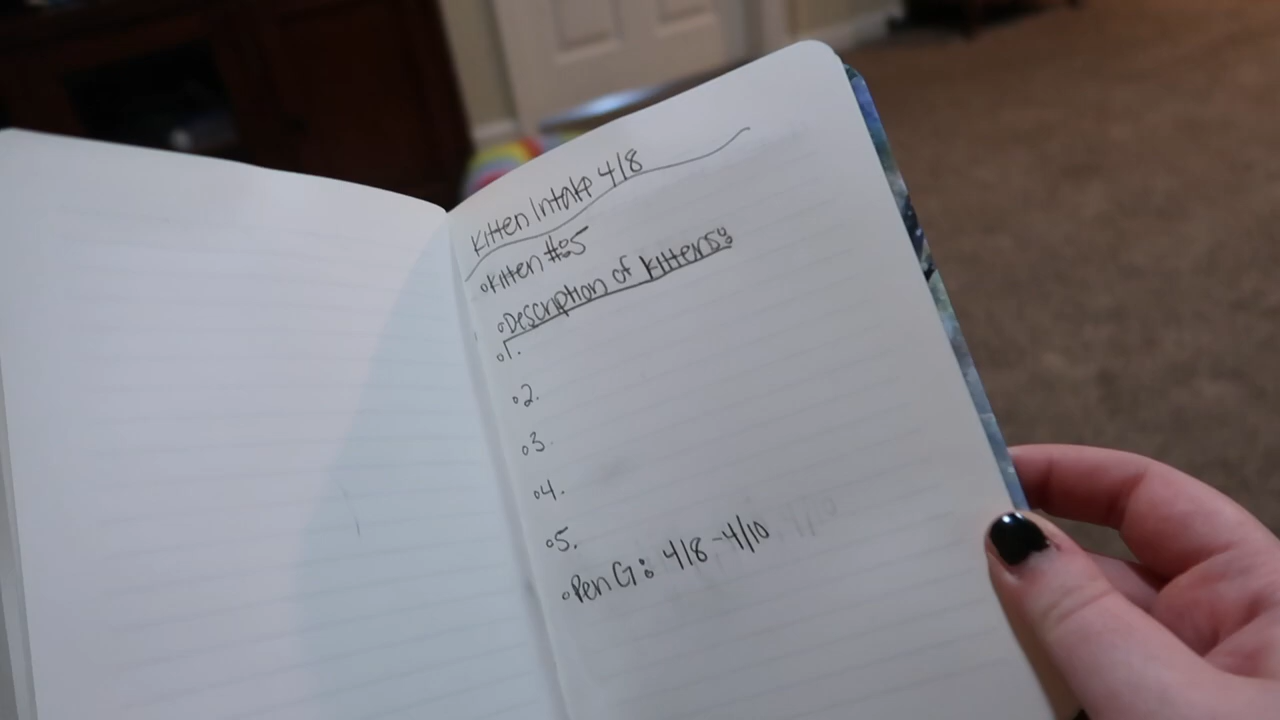 Kitten Intake 4/8
◦Kitten #:5
◦Description of kittens:
◦1.
◦2.
◦3.
◦4.
◦5.
◦Pen G: 4/8-4/10